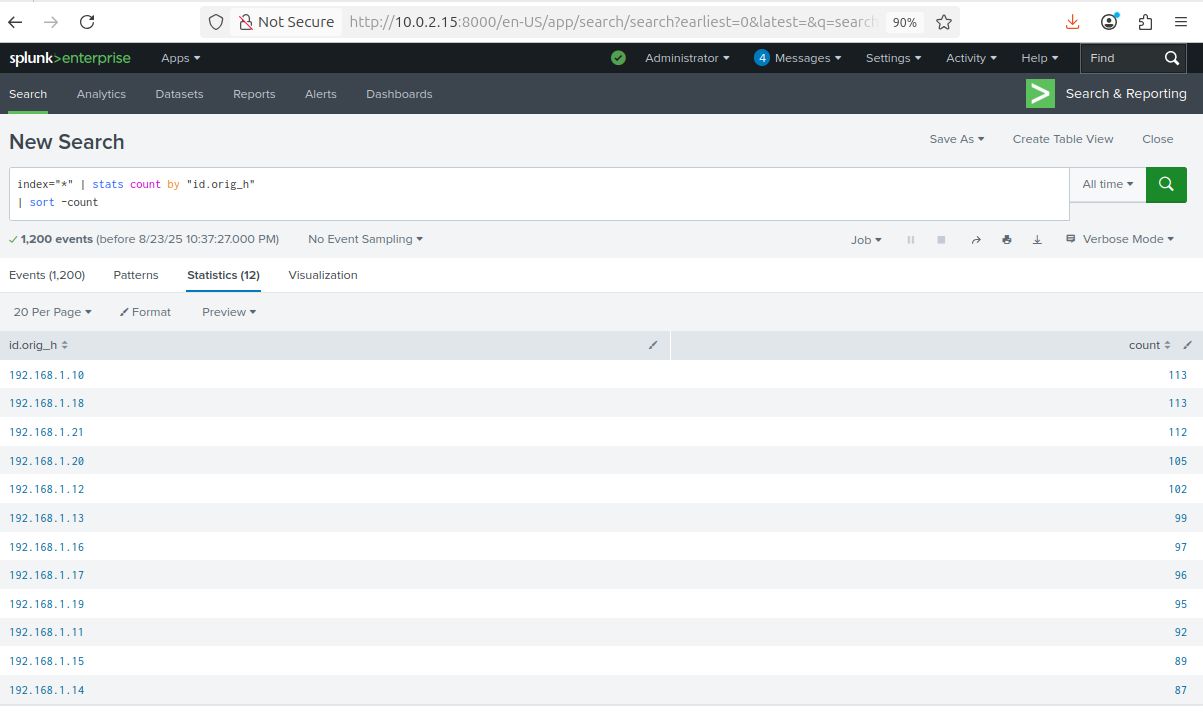 Not Secure http://10.0.2.15:8000/en-US/app/search/search?earliest=0&latest=&q=search 90%
splunk>enterprise Apps Administrator 4 Messages Settings Activity Help Find
Search Analytics Datasets Reports Alerts Dashboards > Search & Reporting
New Search Save As Create Table View Close
index="*" | stats count by "id.orig_h" All time
| sort -count
✓ 1,200 events (before 8/23/25 10:37:27.000 PM) No Event Sampling Job Verbose Mode
Events (1,200) Patterns Statistics (12) Visualization
20 Per Page Format Preview
id.orig_h count
192.168.1.10 113
192.168.1.18 113
192.168.1.21 112
192.168.1.20 105
192.168.1.12 102
192.168.1.13 99
192.168.1.16 97
192.168.1.17 96
192.168.1.19 95
192.168.1.11 92
192.168.1.15 89
192.168.1.14 87